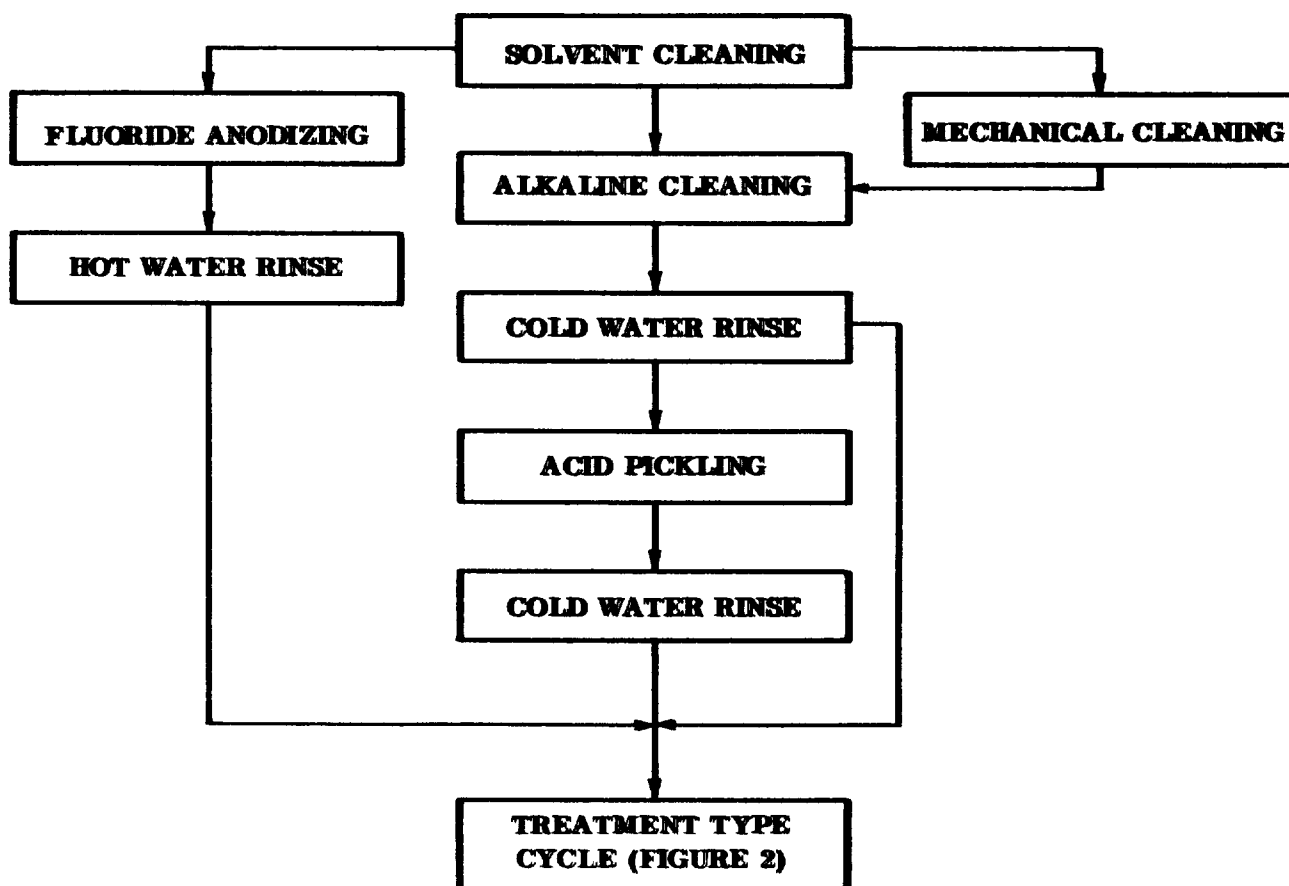 SOLVENT CLEANING
FLUORIDE ANODIZING
MECHANICAL CLEANING
ALKALINE CLEANING
HOT WATER RINSE
COLD WATER RINSE
ACID PICKLING
COLD WATER RINSE
TREATMENT TYPE
CYCLE (FIGURE 2)